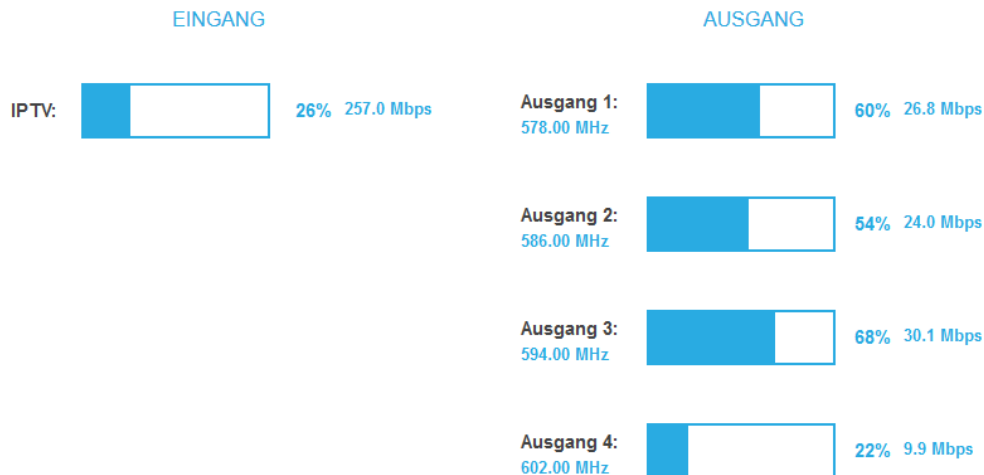 EINGANG
AUSGANG
IPTV: 26% 257.0 Mbps
Ausgang 1: 60% 26.8 Mbps
578.00 MHz
Ausgang 2: 54% 24.0 Mbps
586.00 MHz
Ausgang 3: 68% 30.1 Mbps
594.00 MHz
Ausgang 4: 22% 9.9 Mbps
602.00 MHz